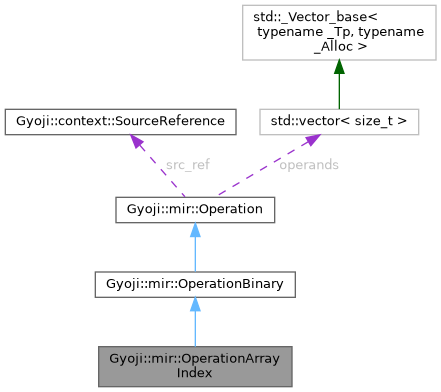 std::_Vector_base<
typename _Tp, typename
_Alloc >
Gyoji::context::SourceReference
std::vector< size_t >
src_ref
operands
Gyoji::mir::Operation
Gyoji::mir::OperationBinary
Gyoji::mir::OperationArray
Index